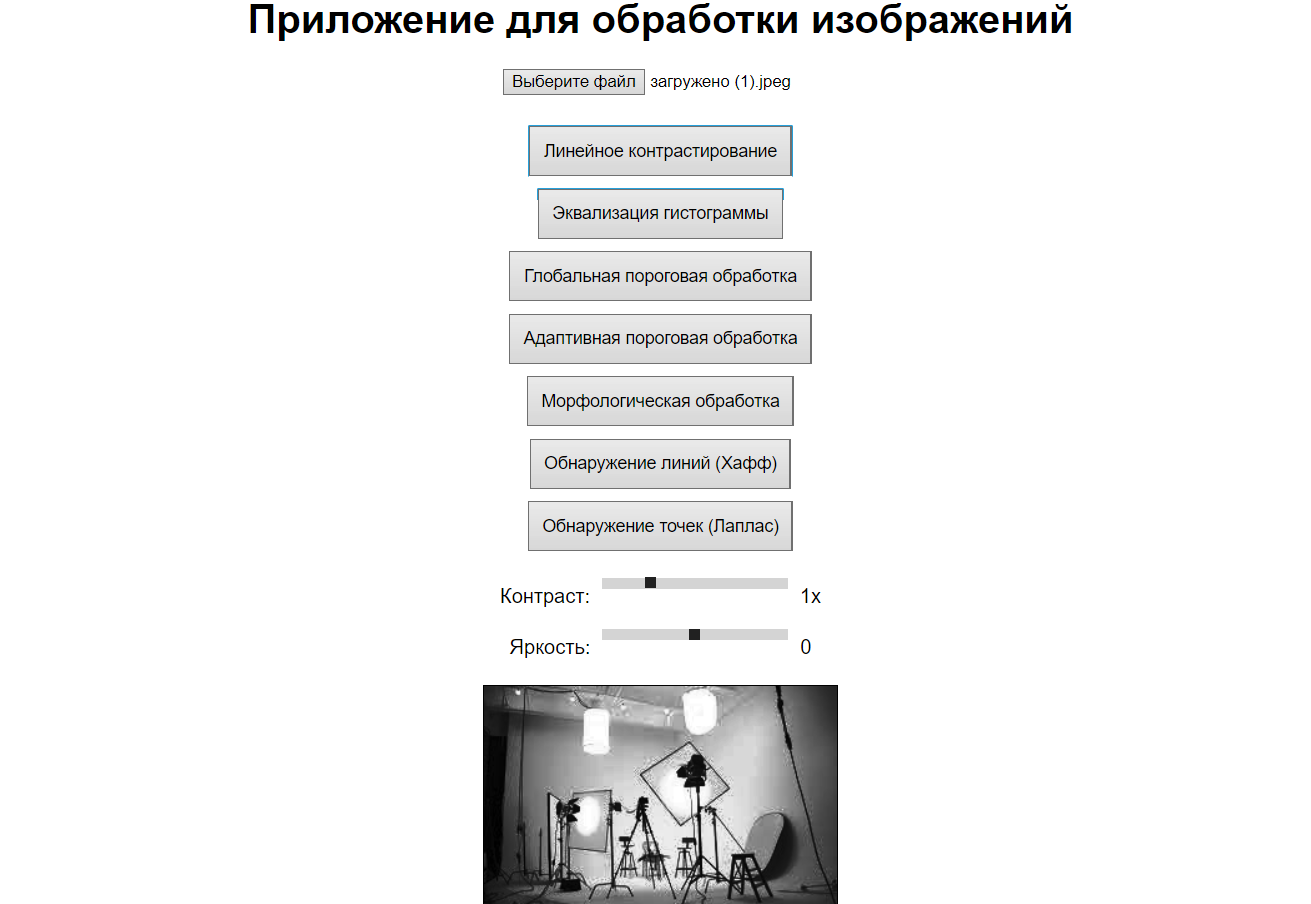 Приложение для обработки изображений
Выберите файл загружено (1).jpeg
Линейное контрастирование
Эквализация гистограммы
Глобальная пороговая обработка
Адаптивная пороговая обработка
Морфологическая обработка
Обнаружение линий (Хафф)
Обнаружение точек (Лаплас)
Контраст: 1x
Яркость: 0